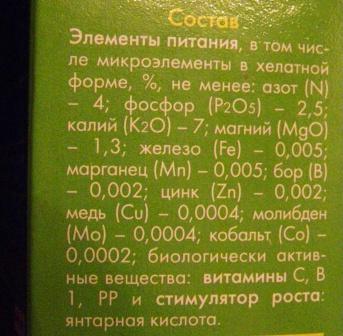 Состав
Элементы питания, в том чис-
ле микроэлементы в хелатной
форме, %, не менее: азот (N)
– 4; фосфор (P2O5) – 2,5;
калий (K2O) – 7; магний (MgO)
– 1,3; железо (Fe) – 0,005;
марганец (Mn) – 0,005; бор (B)
– 0,002; цинк (Zn) – 0,002;
медь (Cu) – 0,0004; молибден
(Mo) – 0,0004; кобальт (Co) –
0,0002; биологически актив-
ные вещества: витамины C, B
1, PP и стимулятор роста:
янтарная кислота.